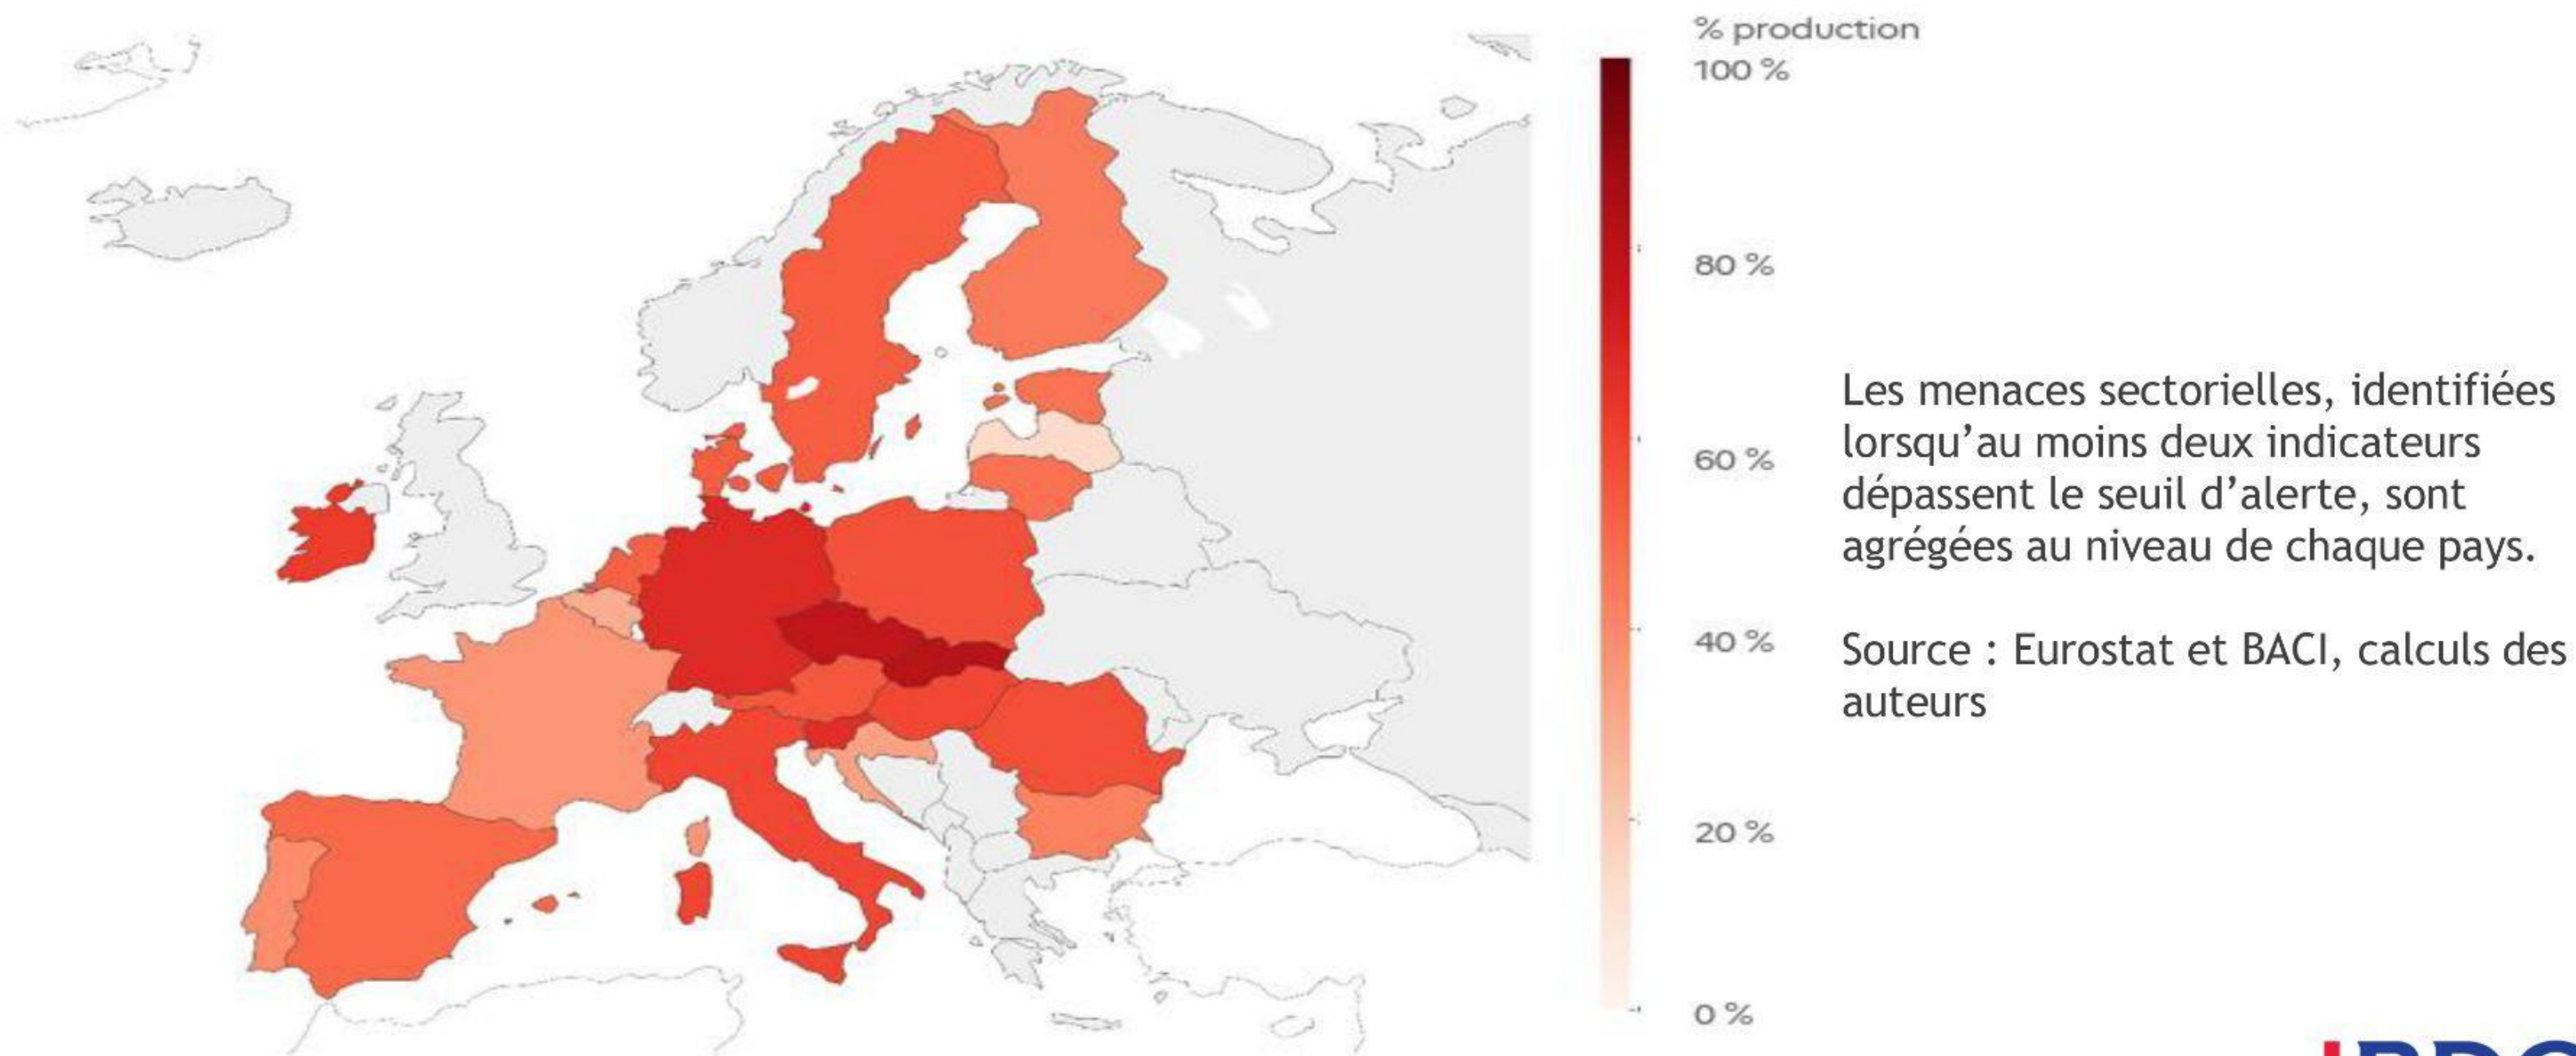 % production
100 %
80 %
60 %
40 %
20 %
0 %
Les menaces sectorielles, identifiées
lorsqu'au moins deux indicateurs
dépassent le seuil d'alerte, sont
agrégées au niveau de chaque pays.
Source : Eurostat et BACI, calculs des
auteurs